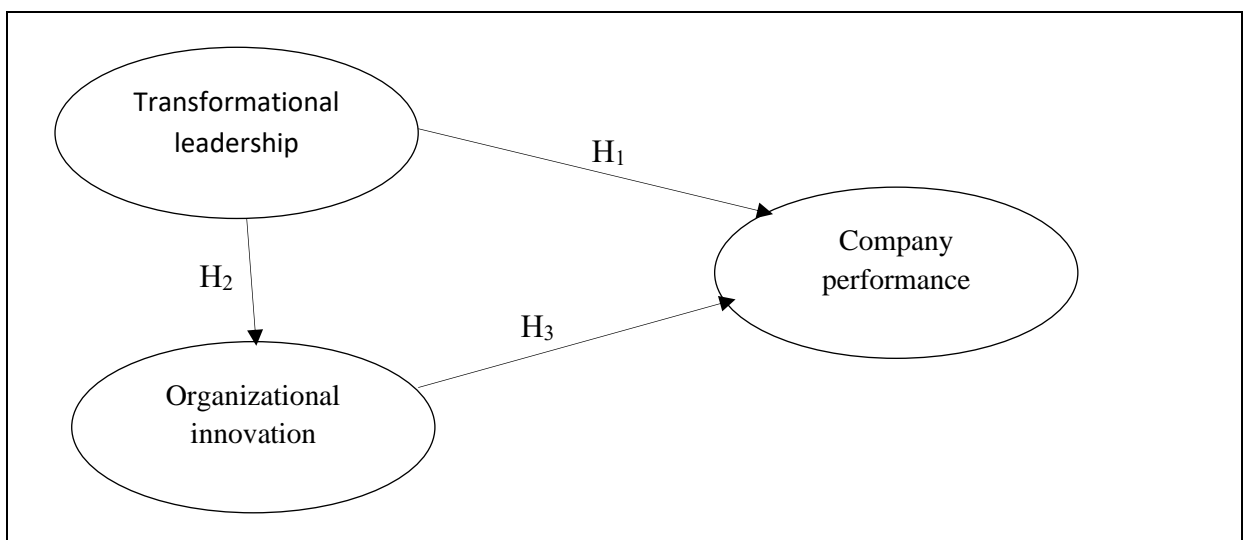 Transformational
leadership
H₁
Company
performance
H₂
H₃
Organizational
innovation